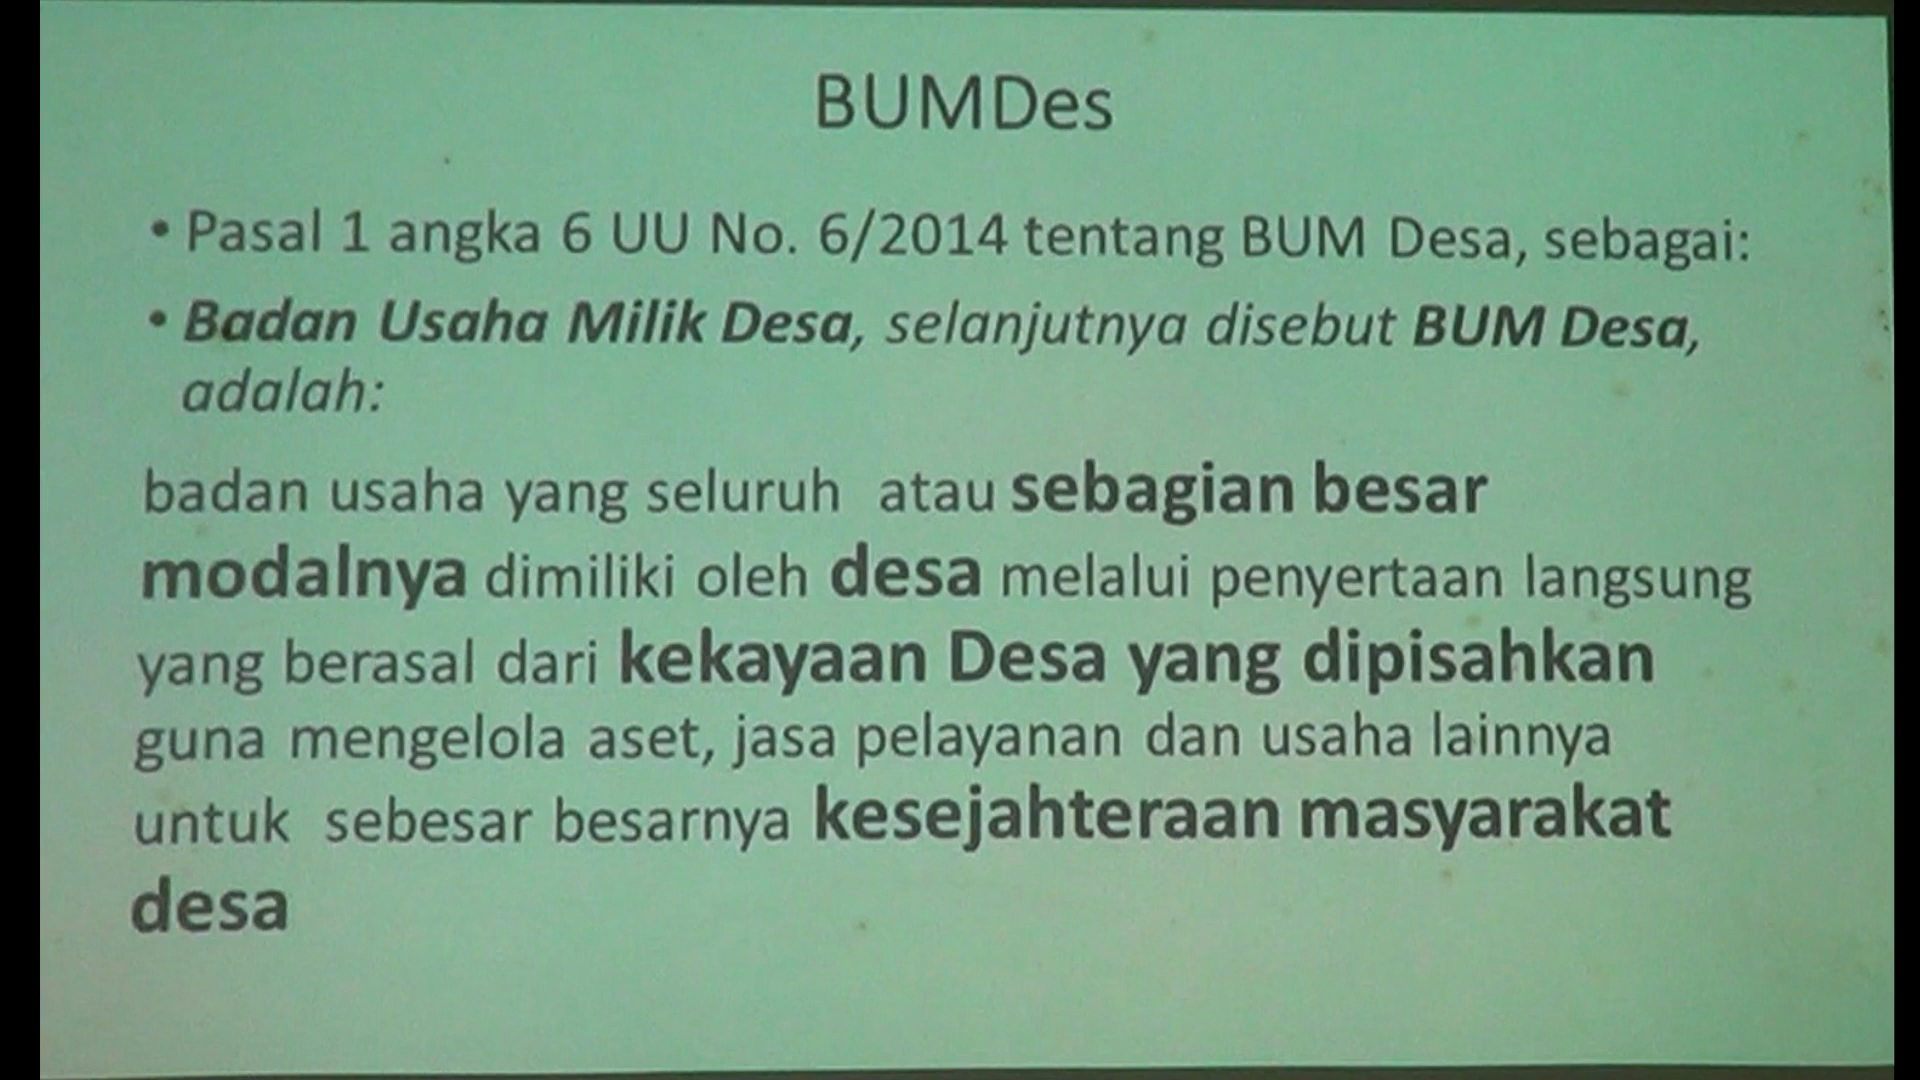 BUMDes
• Pasal 1 angka 6 UU No. 6/2014 tentang BUM Desa, sebagai:
• Badan Usaha Milik Desa, selanjutnya disebut BUM Desa,
adalah:
badan usaha yang seluruh atau sebagian besar
modalnya dimiliki oleh desa melalui penyertaan langsung
yang berasal dari kekayaan Desa yang dipisahkan
guna mengelola aset, jasa pelayanan dan usaha lainnya
untuk sebesar besarnya kesejahteraan masyarakat
desa